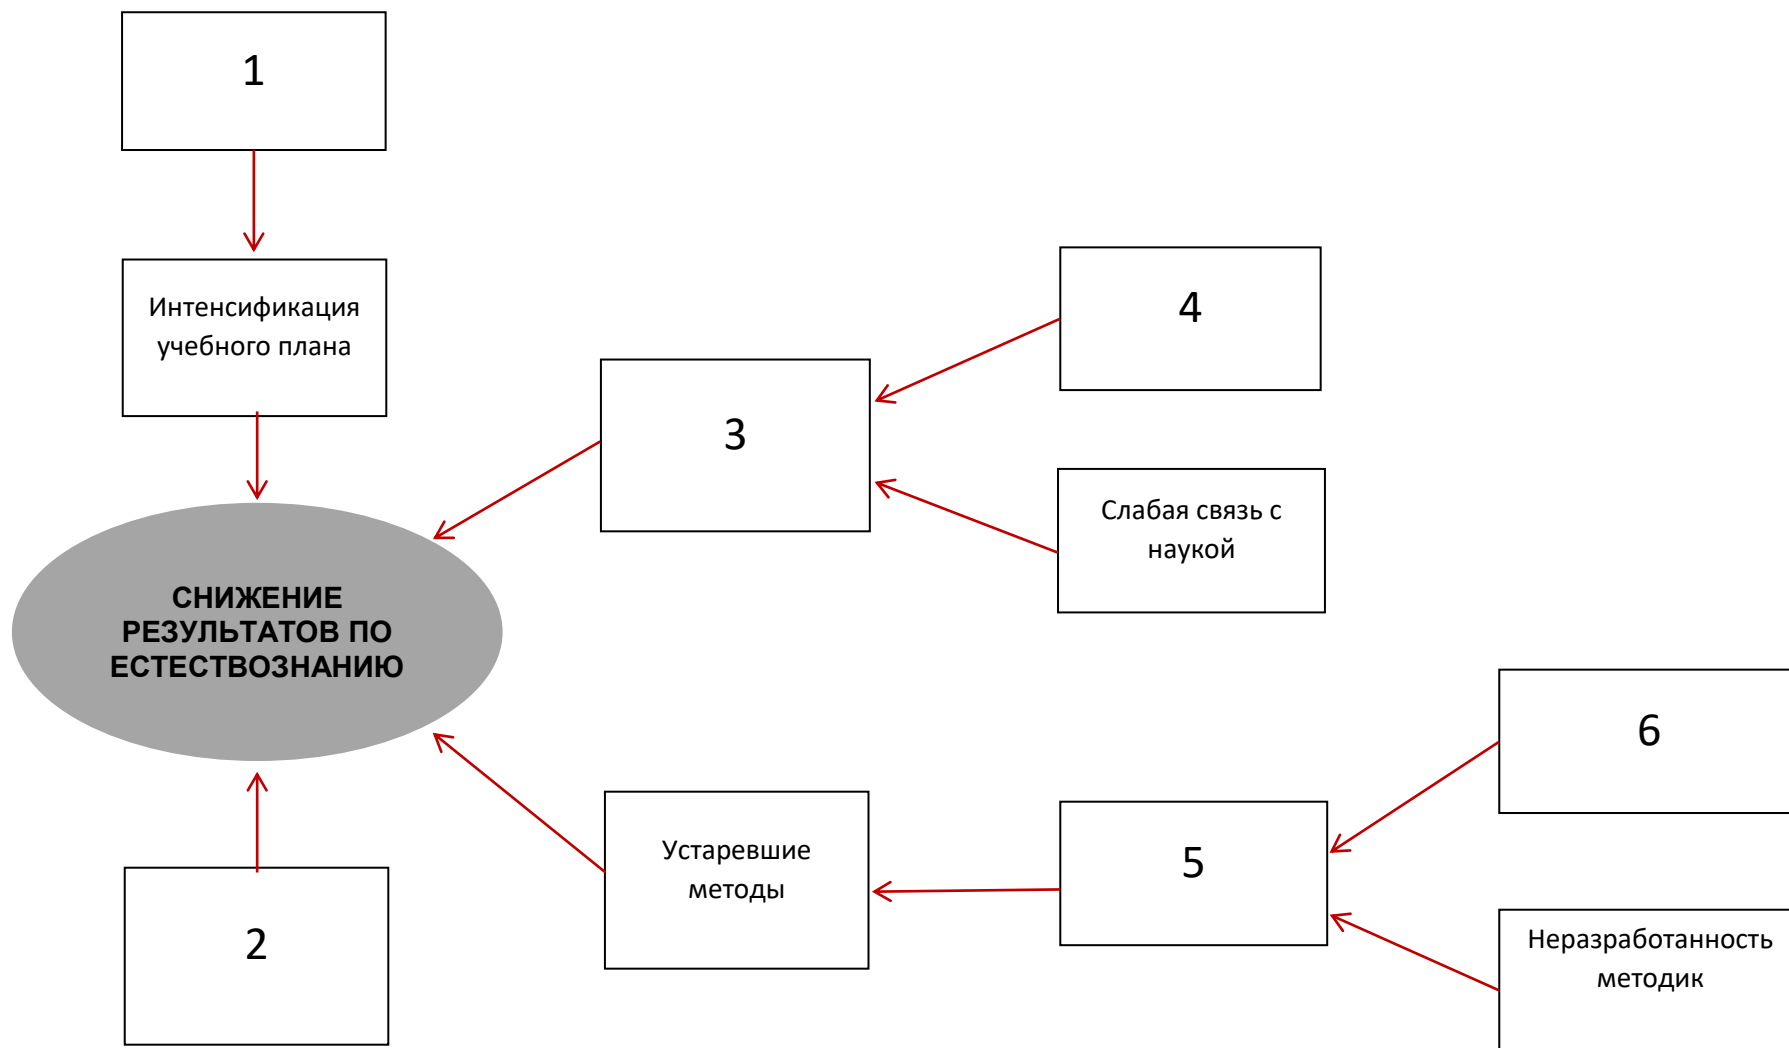 1
Интенсификация
учебного плана
4
3
Слабая связь с
наукой
СНИЖЕНИЕ
РЕЗУЛЬТАТОВ ПО
ЕСТЕСТВОЗНАНИЮ
6
Устаревшие
методы
5
2
Неразработанность
методик